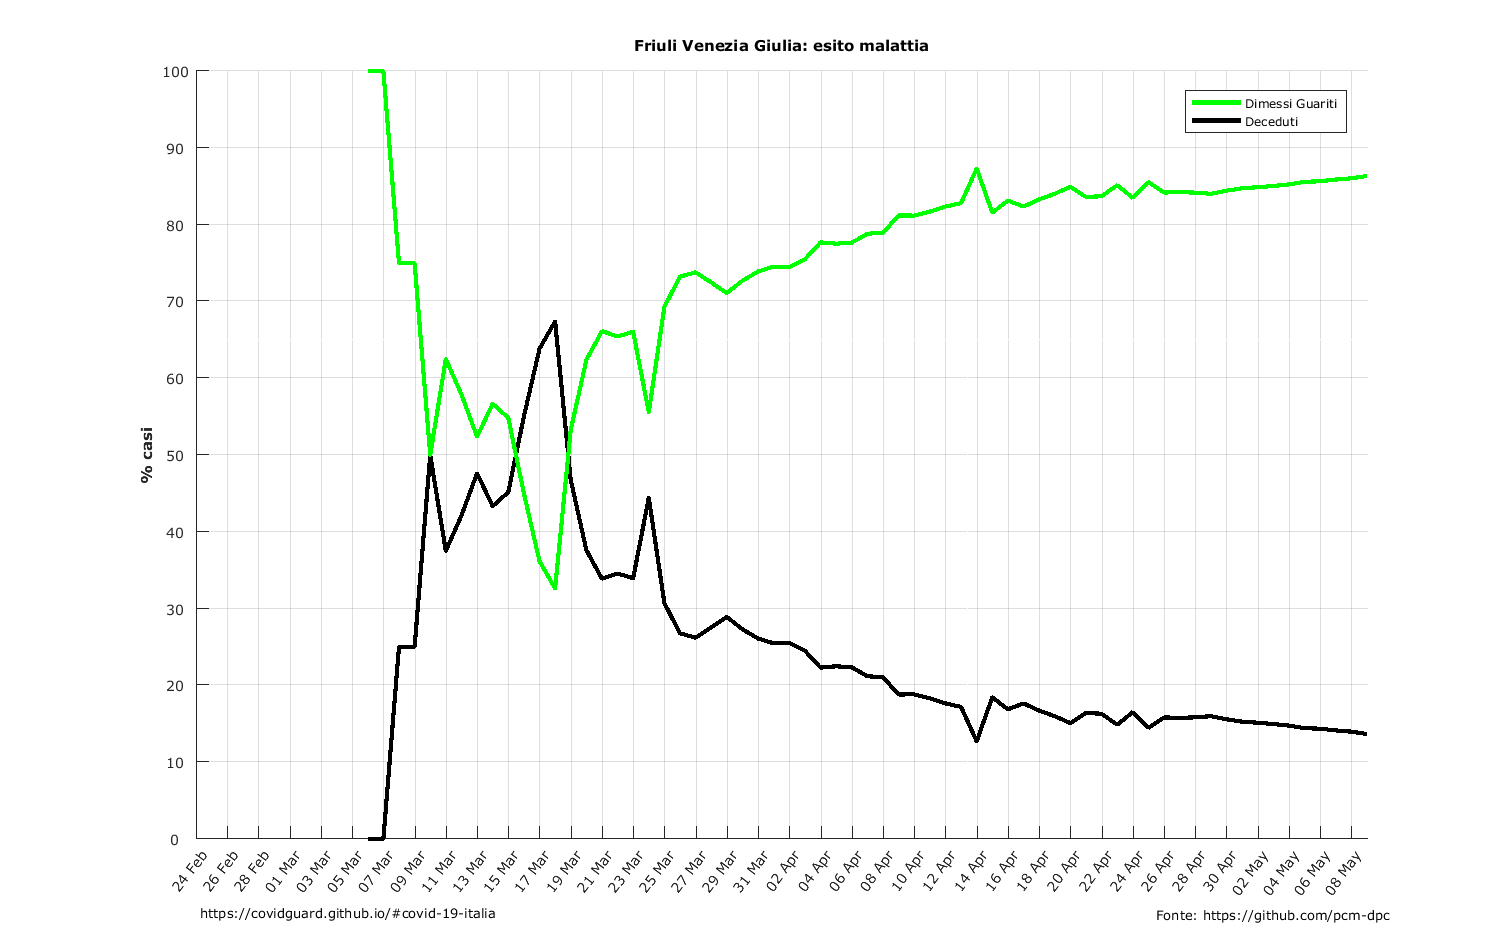 Friuli Venezia Giulia: esito malattia
100
90
80
70
60
50
40
30
20
10
0
% casi
Dimessi Guariti
Deceduti
24 Feb
26 Feb
28 Feb
01 Mar
03 Mar
05 Mar
07 Mar
09 Mar
11 Mar
13 Mar
15 Mar
17 Mar
19 Mar
21 Mar
23 Mar
25 Mar
27 Mar
29 Mar
31 Mar
02 Apr
04 Apr
06 Apr
08 Apr
10 Apr
12 Apr
14 Apr
16 Apr
18 Apr
20 Apr
22 Apr
24 Apr
26 Apr
28 Apr
30 Apr
02 May
04 May
06 May
08 May
https://covidguard.github.io/#covid-19-italia
Fonte: https://github.com/pcm-dpc